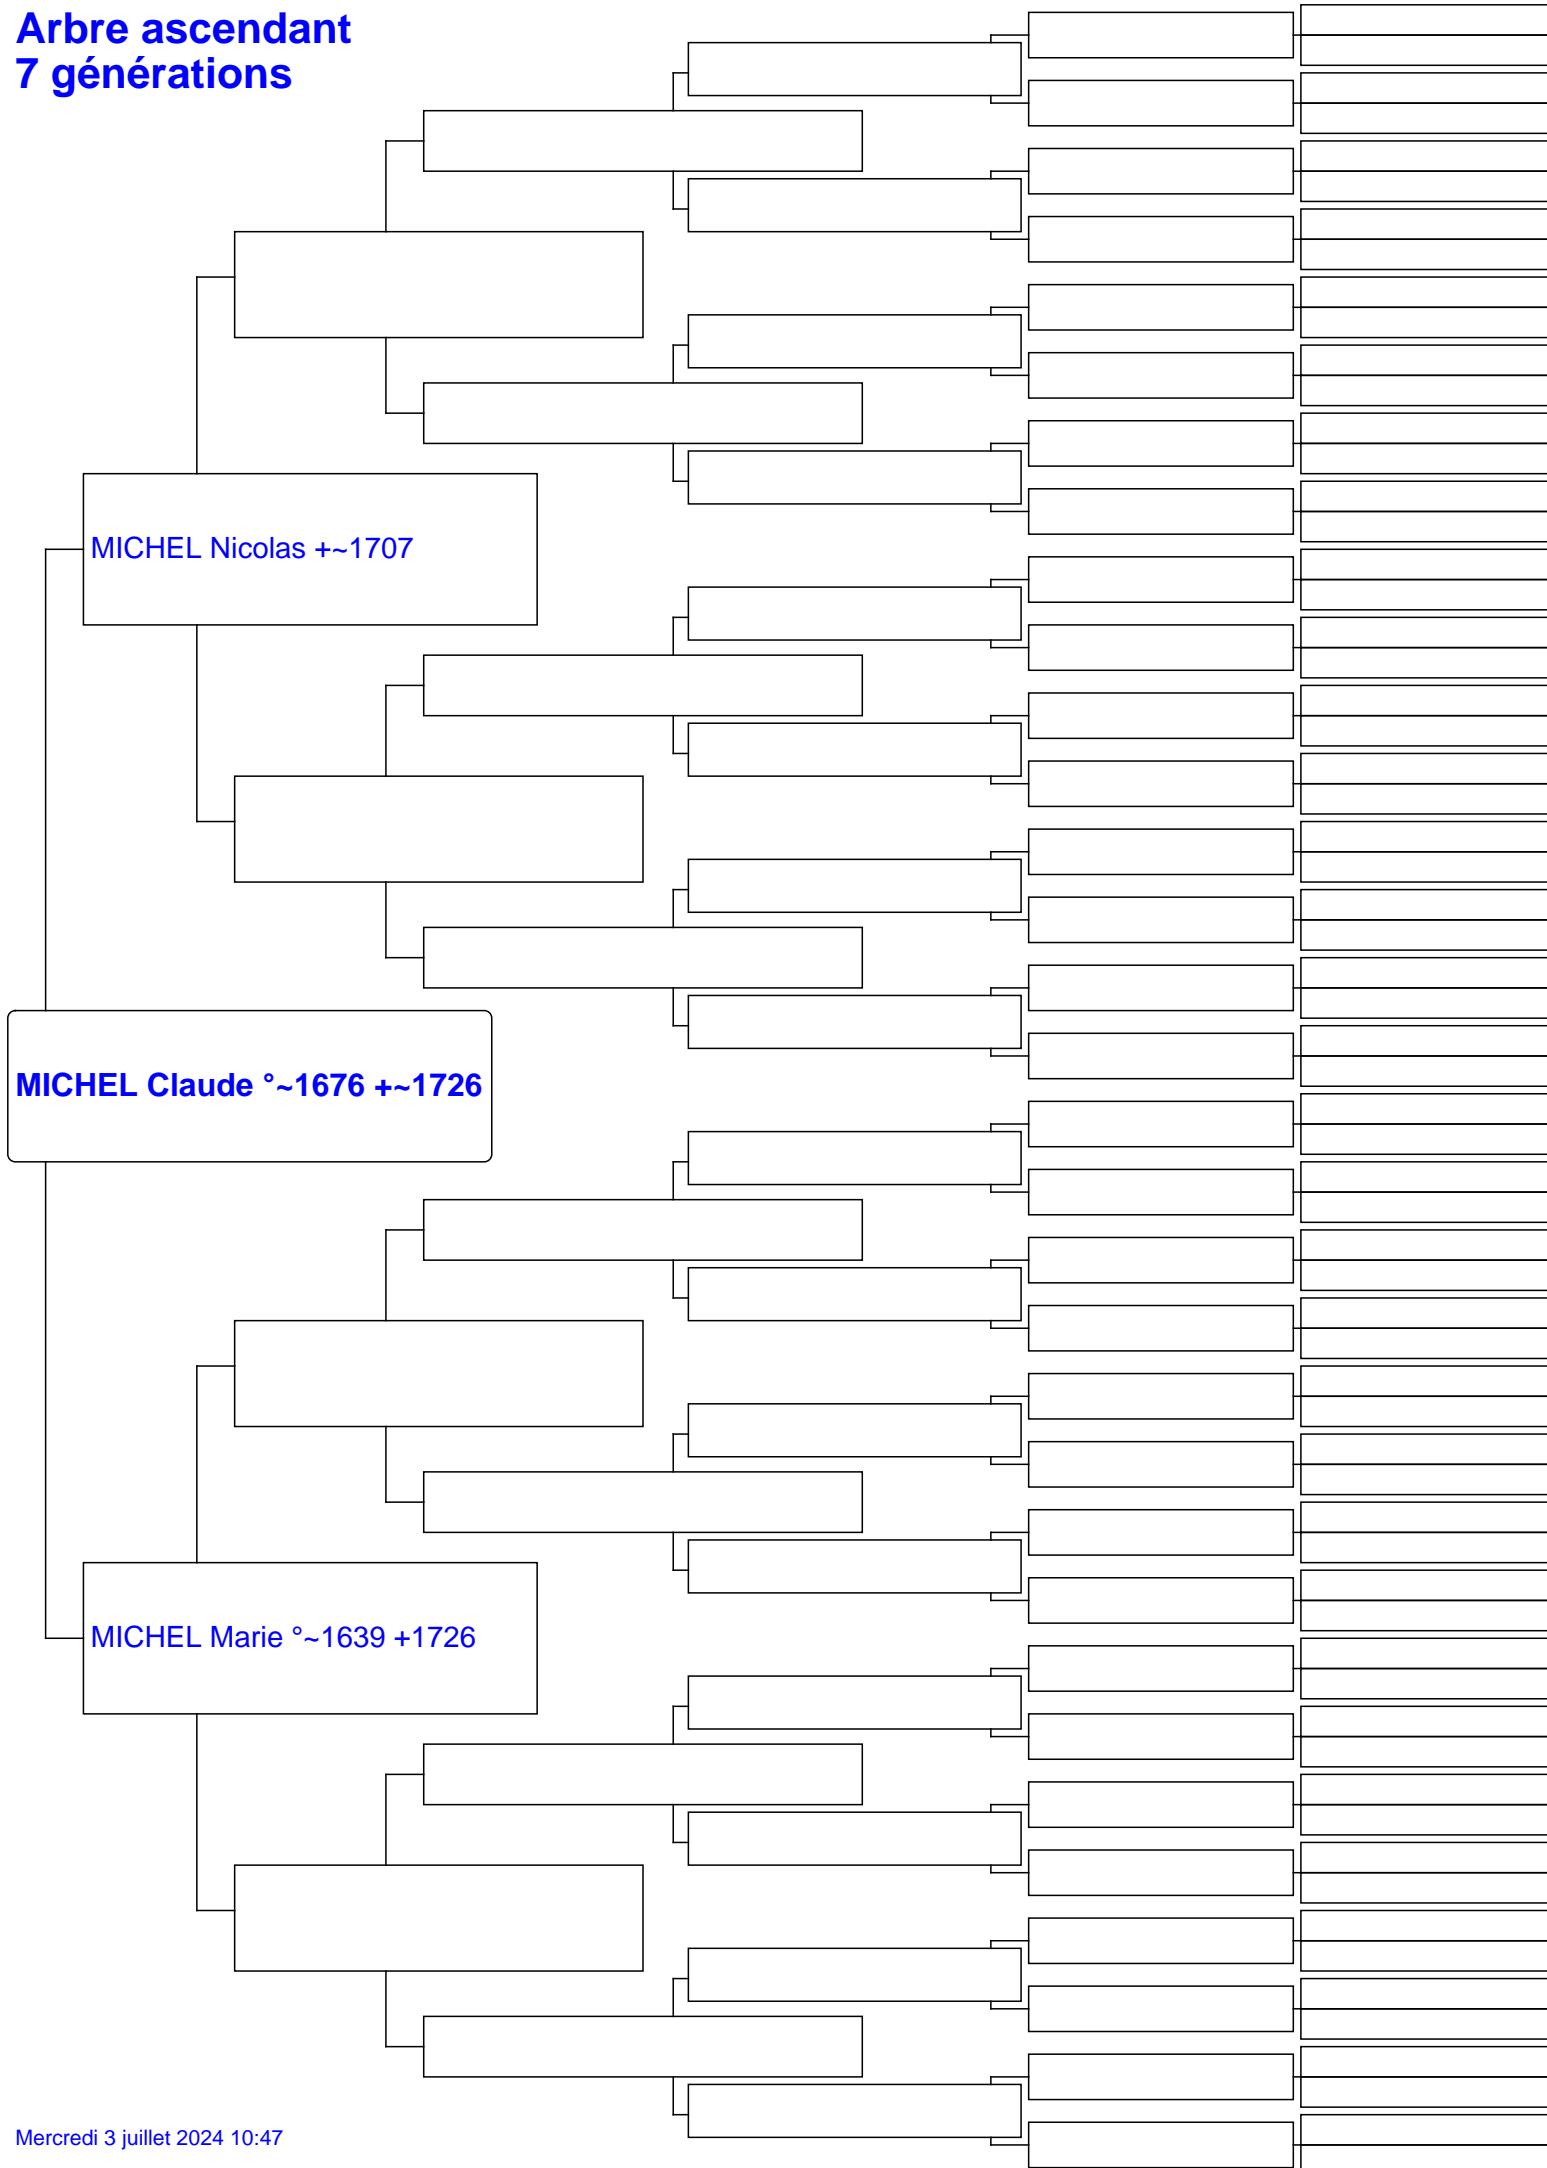 Arbre ascendant
7 générations
MICHEL Nicolas +~1707
MICHEL Claude °~1676 +~1726
MICHEL Marie °~1639 +1726
Mercredi 3 juillet 2024 10:47